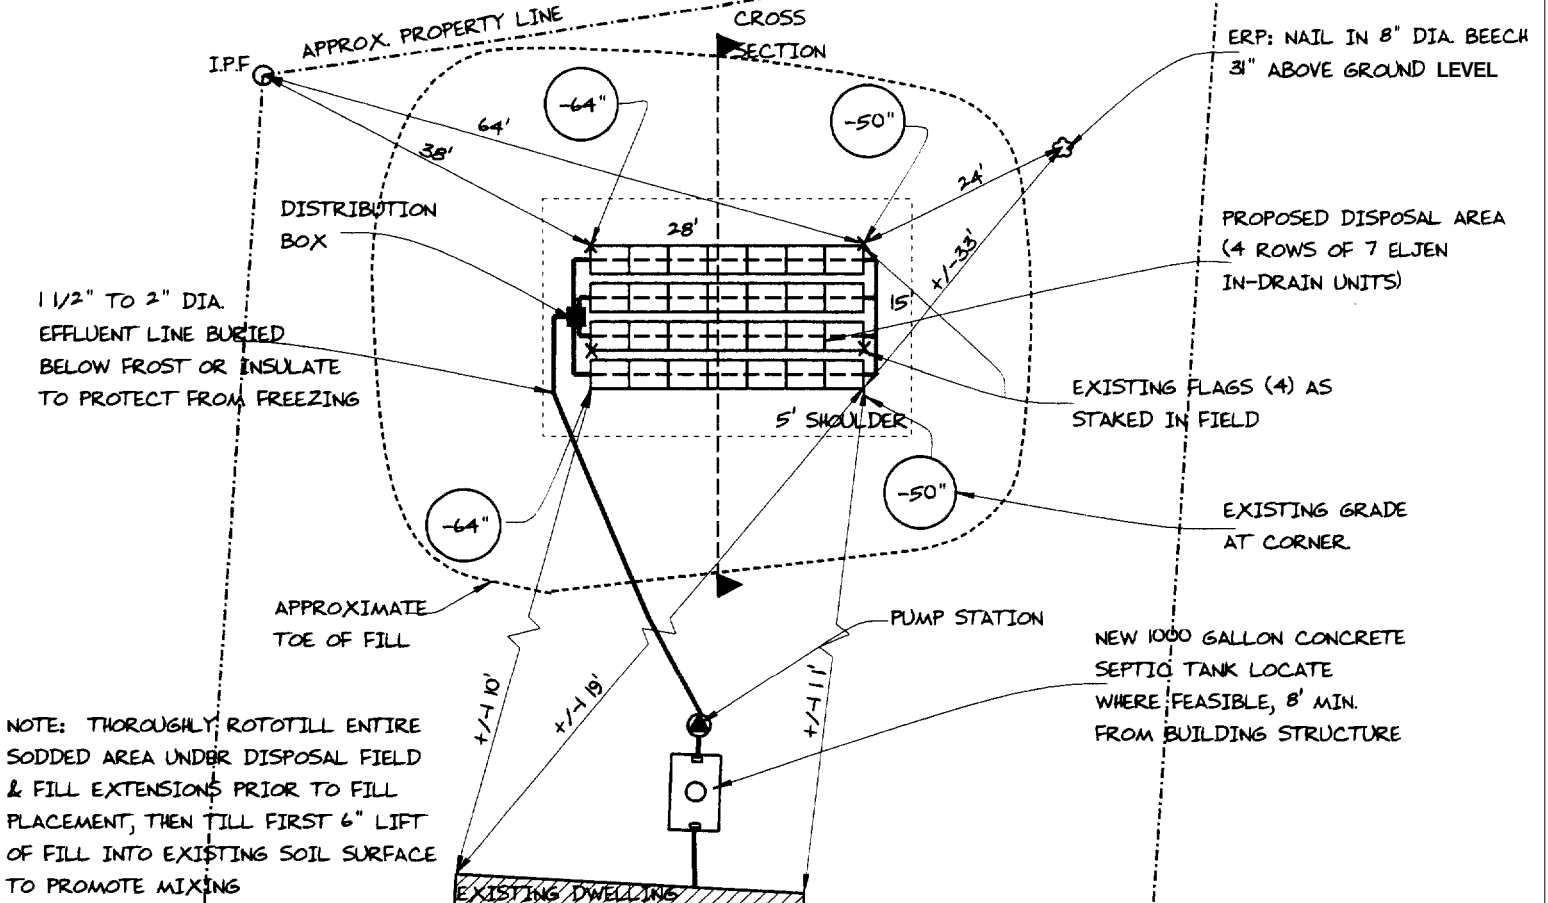 APPROX. PROPERTY LINE
CROSS
SECTION
I.P.F
ERP: NAIL IN 8" DIA. BEECH
31" ABOVE GROUND LEVEL
-64"
-50"
64'
38'
24'
DISTRIBUTION
BOX
28'
+/-33'
15'
PROPOSED DISPOSAL AREA
(4 ROWS OF 7 ELJEN
IN-DRAIN UNITS)
1 1/2" TO 2" DIA.
EFFLUENT LINE BURIED
BELOW FROST OR INSULATE
TO PROTECT FROM FREEZING
EXISTING FLAGS (4) AS
STAKED IN FIELD
5' SHOULDER
-64"
-50"
EXISTING GRADE
AT CORNER
APPROXIMATE
TOE OF FILL
PUMP STATION
NEW 1000 GALLON CONCRETE
SEPTIC TANK LOCATE
WHERE FEASIBLE, 8' MIN.
FROM BUILDING STRUCTURE
+/-110'
+/-119'
+/-111'
NOTE: THOROUGHLY ROTOTILL ENTIRE
SODDED AREA UNDER DISPOSAL FIELD
& FILL EXTENSIONS PRIOR TO FILL
PLACEMENT, THEN TILL FIRST 6" LIFT
OF FILL INTO EXISTING SOIL SURFACE
TO PROMOTE MIXING
EXISTING DWELLING